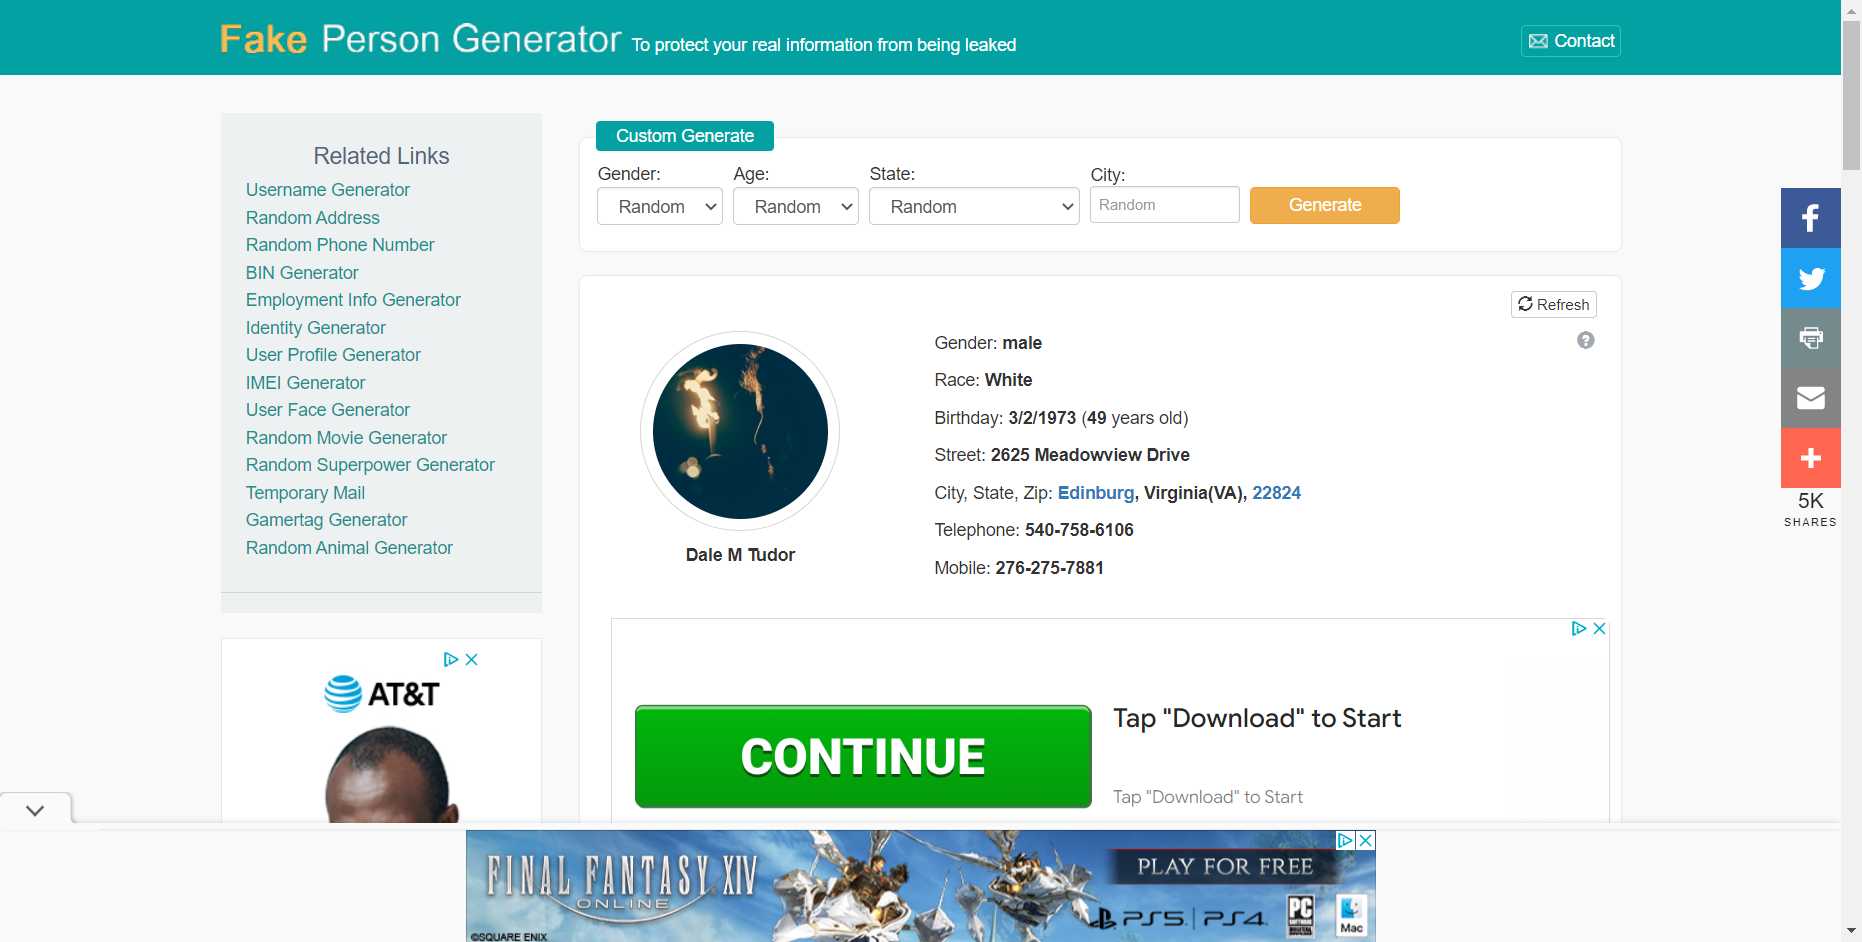 Fake Person Generator To protect your real information from being leaked
Contact
Related Links
Username Generator
Random Address
Random Phone Number
BIN Generator
Employment Info Generator
Identity Generator
User Profile Generator
IMEI Generator
User Face Generator
Random Movie Generator
Random Superpower Generator
Temporary Mail
Gamertag Generator
Random Animal Generator
AT&T
Custom Generate
Gender: Age: State: City:
Random Random Random Random Generate
Refresh
Gender: male
Race: White
Birthday: 3/2/1973 (49 years old)
Street: 2625 Meadowview Drive
City, State, Zip: Edinburg, Virginia(VA), 22824
Telephone: 540-758-6106
Mobile: 276-275-7881
Dale M Tudor
CONTINUE
Tap "Download" to Start
Tap "Download" to Start
5K
SHARES
FINAL FANTASY XIV
ONLINE
©SQUARE ENIX
PLAY FOR FREE
PS5 | PS4
PC
Mac